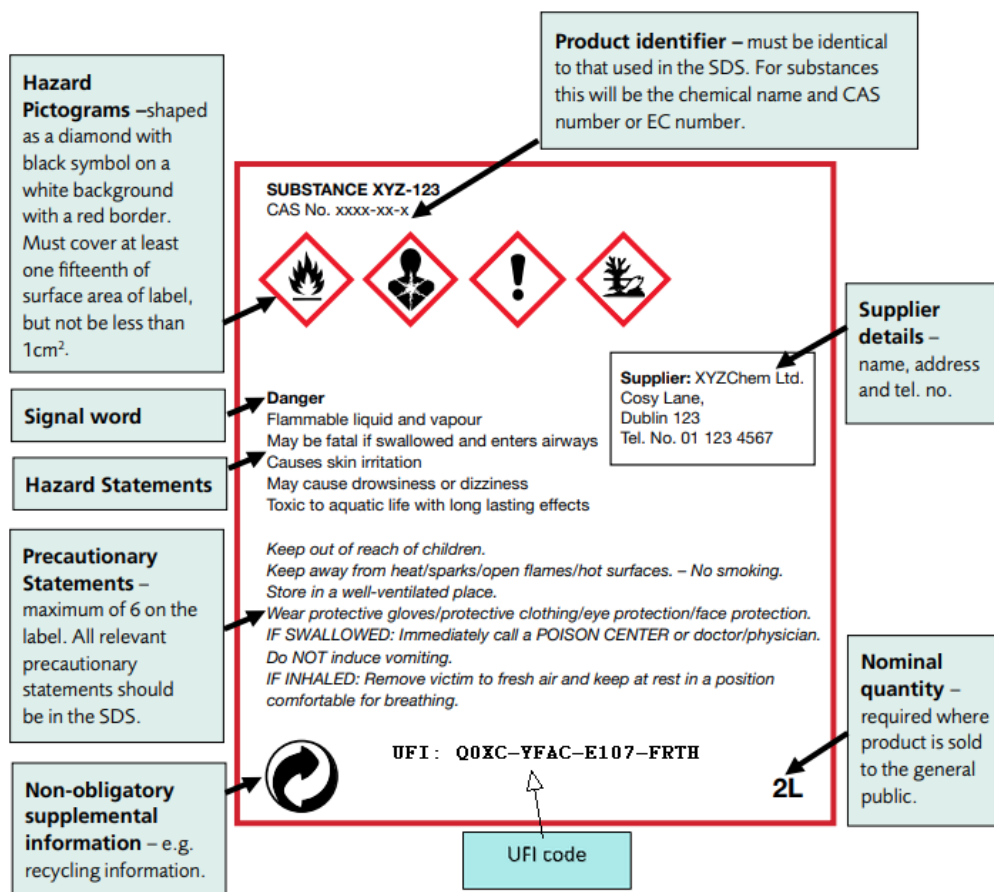 Product identifier – must be identical
to that used in the SDS. For substances
this will be the chemical name and CAS
number or EC number.
Hazard
Pictograms –shaped
as a diamond with
black symbol on a
white background
with a red border.
Must cover at least
one fifteenth of
surface area of label,
but not be less than
1cm².
SUBSTANCE XYZ-123
CAS No. xxxx-xx-x
Supplier
details –
name, address
and tel. no.
Supplier: XYZChem Ltd.
Cosy Lane,
Dublin 123
Tel. No. 01 123 4567
Signal word
Danger
Flammable liquid and vapour
May be fatal if swallowed and enters airways
Causes skin irritation
May cause drowsiness or dizziness
Toxic to aquatic life with long lasting effects
Hazard Statements
Precautionary
Statements –
maximum of 6 on the
label. All relevant
precautionary
statements should
be in the SDS.
Keep out of reach of children.
Keep away from heat/sparks/open flames/hot surfaces. – No smoking.
Store in a well-ventilated place.
Wear protective gloves/protective clothing/eye protection/face protection.
IF SWALLOWED: Immediately call a POISON CENTER or doctor/physician.
Do NOT induce vomiting.
IF INHALED: Remove victim to fresh air and keep at rest in a position
comfortable for breathing.
Nominal
quantity –
required where
product is sold
to the general
public.
UFI: Q0XC-YFAC-E107-FRTH
2L
Non-obligatory
supplemental
information – e.g.
recycling information.
UFI code